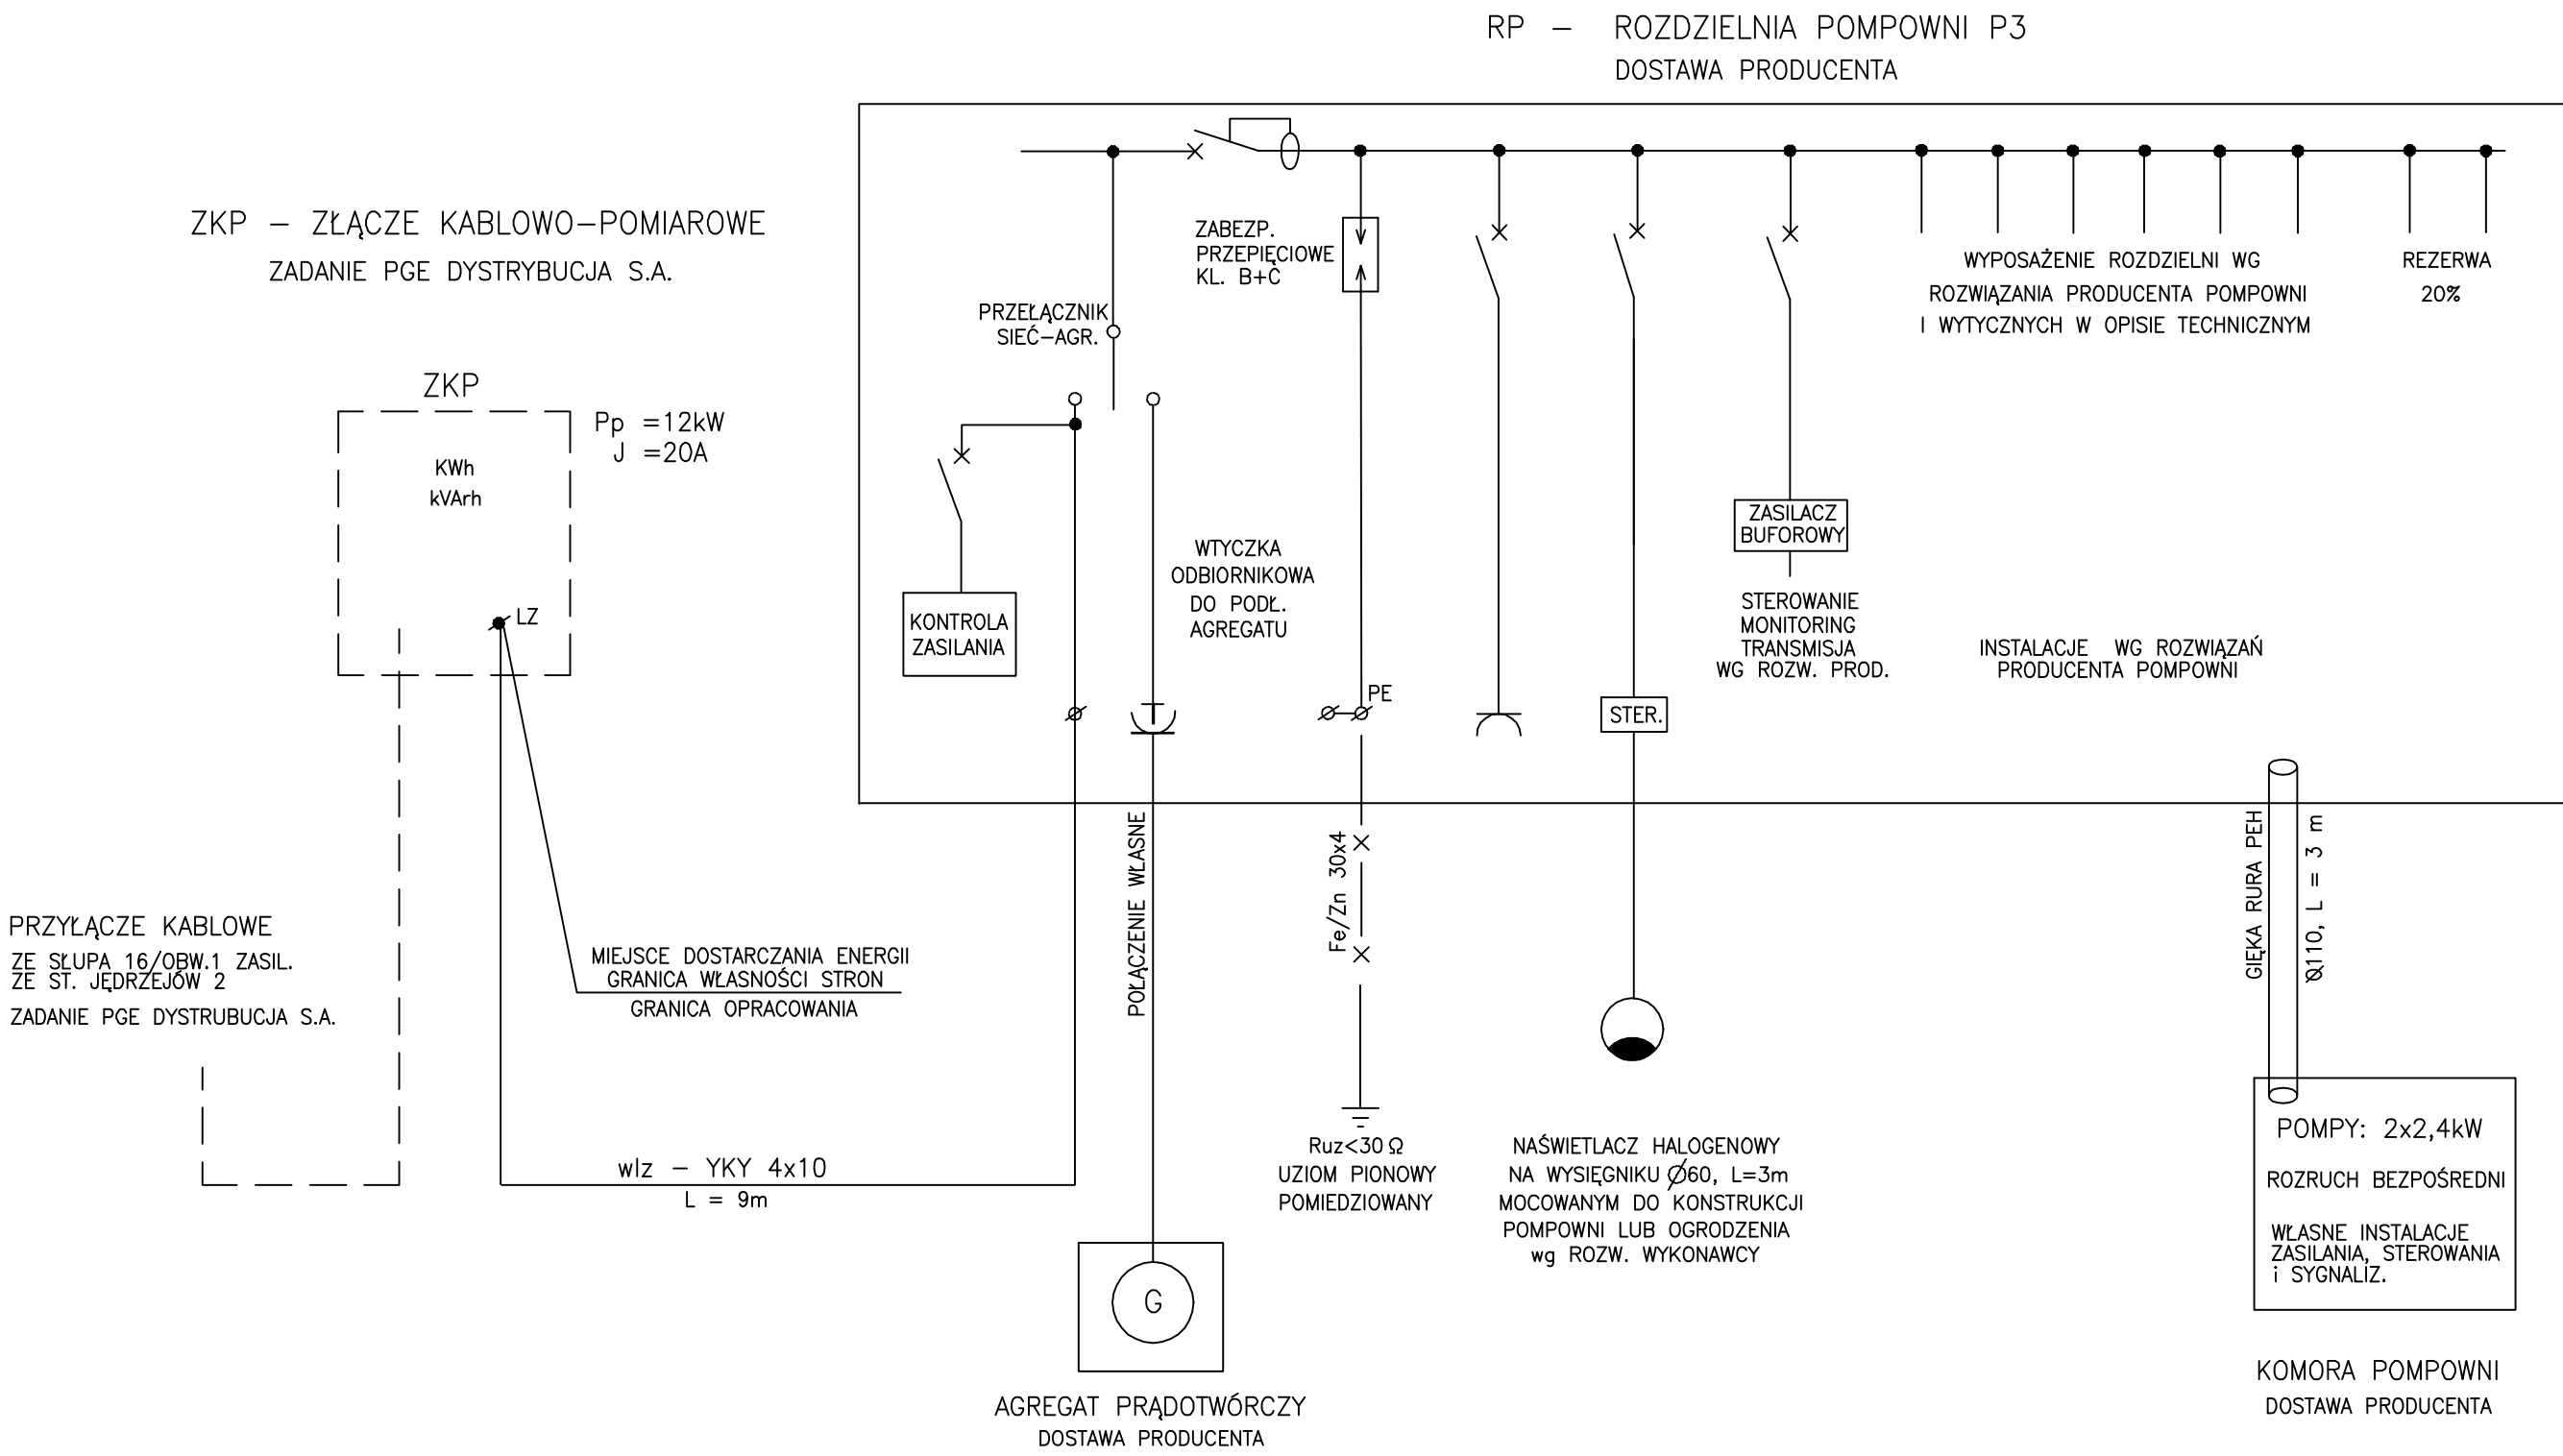 RP – ROZDZIELNIA POMPOWNI P3
DOSTAWA PRODUCENTA
ZKP – ZŁĄCZE KABLOWO–POMIAROWE
ZADANIE PGE DYSTRYBUCJA S.A.
ZKP
Pp =12kW
J =20A
KWh
kVArh
LZ
PRZYŁĄCZE KABLOWE
ZE SŁUPA 16/OBW.1 ZASIL.
ZE ST. JĘDRZEJÓW 2
ZADANIE PGE DYSTRUBUCJA S.A.
MIEJSCE DOSTARCZANIA ENERGII
GRANICA WŁASNOŚCI STRON
GRANICA OPRACOWANIA
wlz – YKY 4x10
L = 9m
PRZEŁĄCZNIK
SIEĆ–AGR.
KONTROLA
ZASILANIA
WTYCZKA
ODBIORNIKOWA
DO PODŁ.
AGREGATU
POŁĄCZENIE WŁASNE
G
AGREGAT PRĄDOTWÓRCZY
DOSTAWA PRODUCENTA
ZABEZP.
PRZEPIĘCIOWE
KL. B+C
PE
Fe/Zn 30x4
Ruz<30 Ω
UZIOM PIONOWY
POMIEDZIOWANY
STER.
NAŚWIETLACZ HALOGENOWY
NA WYSIĘGNIKU ∅60, L=3m
MOCOWANYM DO KONSTRUKCJI
POMPOWNI LUB OGRODZENIA
wg ROZW. WYKONAWCY
ZASILACZ
BUFOROWY
STEROWANIE
MONITORING
TRANSMISJA
WG ROZW. PROD.
WYPOSAŻENIE ROZDZIELNI WG
ROZWIĄZANIA PRODUCENTA POMPOWNI
I WYTYCZNYCH W OPISIE TECHNICZNYM
REZERWA
20%
INSTALACJE WG ROZWIĄZAŃ
PRODUCENTA POMPOWNI
GIĘKA RURA PEH
∅110, L = 3 m
POMPY: 2x2,4kW
ROZRUCH BEZPOŚREDNI
WŁASNE INSTALACJE
ZASILANIA, STEROWANIA
i SYGNALIZ.
KOMORA POMPOWNI
DOSTAWA PRODUCENTA